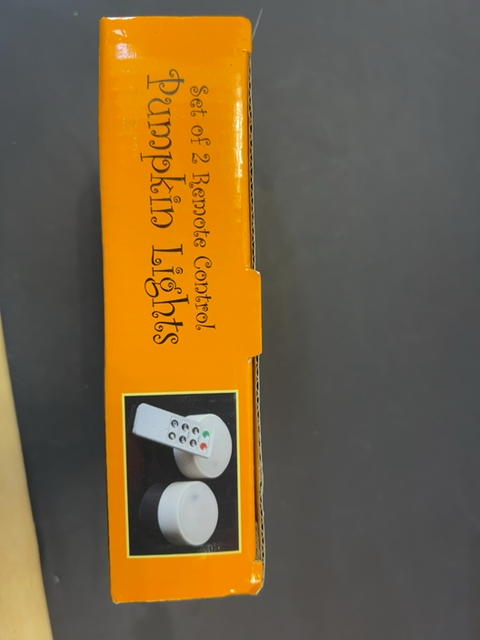 Set of 2 Remote Control
Pumpkin Lights